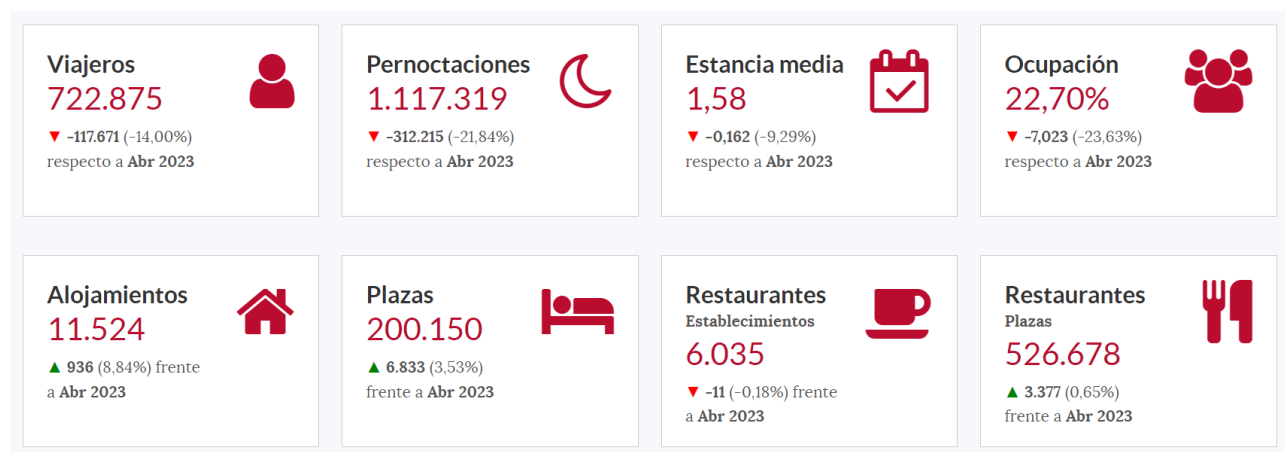 Viajeros
722.875
▼ -117.671 (-14,00%)
respecto a Abr 2023
Pernoctaciones
1.117.319
▼ -312.215 (-21,84%)
respecto a Abr 2023
Estancia media
1,58
▼ -0,162 (-9,29%)
respecto a Abr 2023
Ocupación
22,70%
▼ -7,023 (-23,63%)
respecto a Abr 2023
Alojamientos
11.524
▲ 936 (8,84%) frente
a Abr 2023
Plazas
200.150
▲ 6.833 (3,53%)
frente a Abr 2023
Restaurantes
Establecimientos
6.035
▼ -11 (-0,18%) frente
a Abr 2023
Restaurantes
Plazas
526.678
▲ 3.377 (0,65%)
frente a Abr 2023